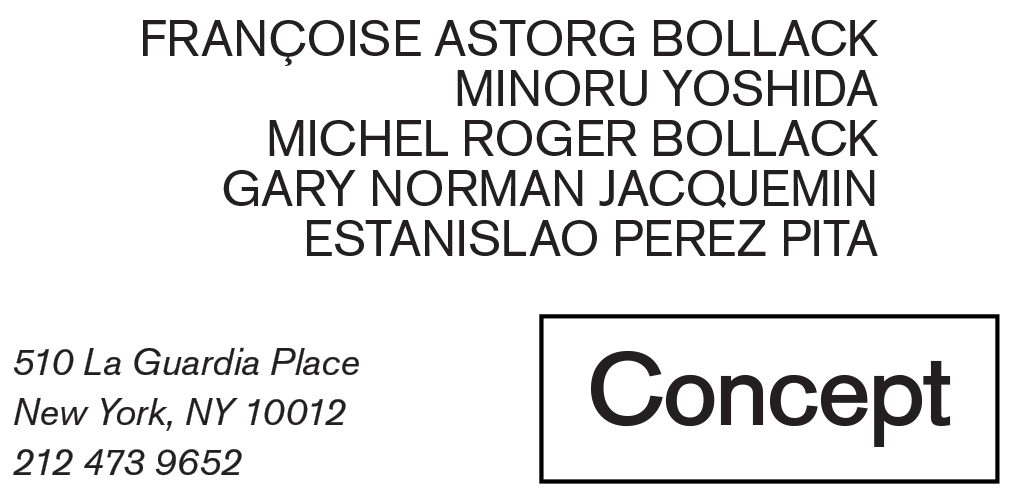 FRANÇOISE ASTORG BOLLACK
MINORU YOSHIDA
MICHEL ROGER BOLLACK
GARY NORMAN JACQUEMIN
ESTANISLAO PEREZ PITA
510 La Guardia Place
New York, NY 10012
212 473 9652
Concept